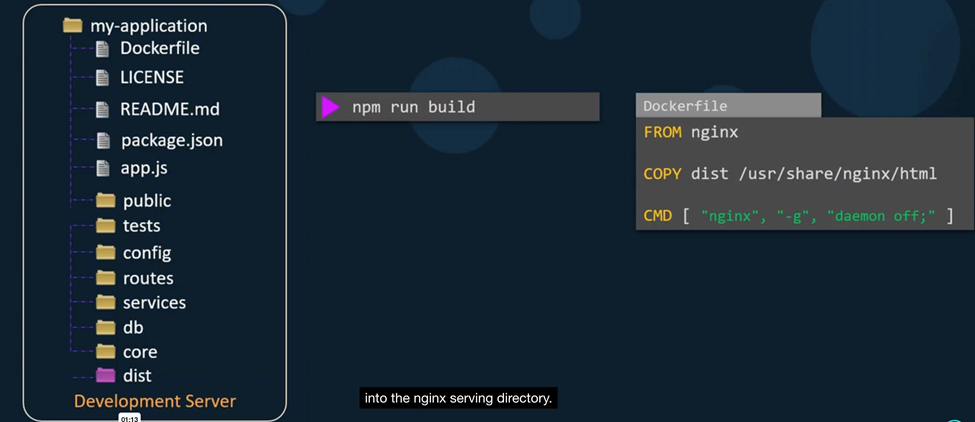 my-application
Dockerfile
LICENSE
README.md
package.json
app.js
public
tests
config
routes
services
db
core
dist
Development Server
01:13
npm run build
Dockerfile
FROM nginx
COPY dist /usr/share/nginx/html
CMD [ "nginx", "-g", "daemon off;" ]
into the nginx serving directory.